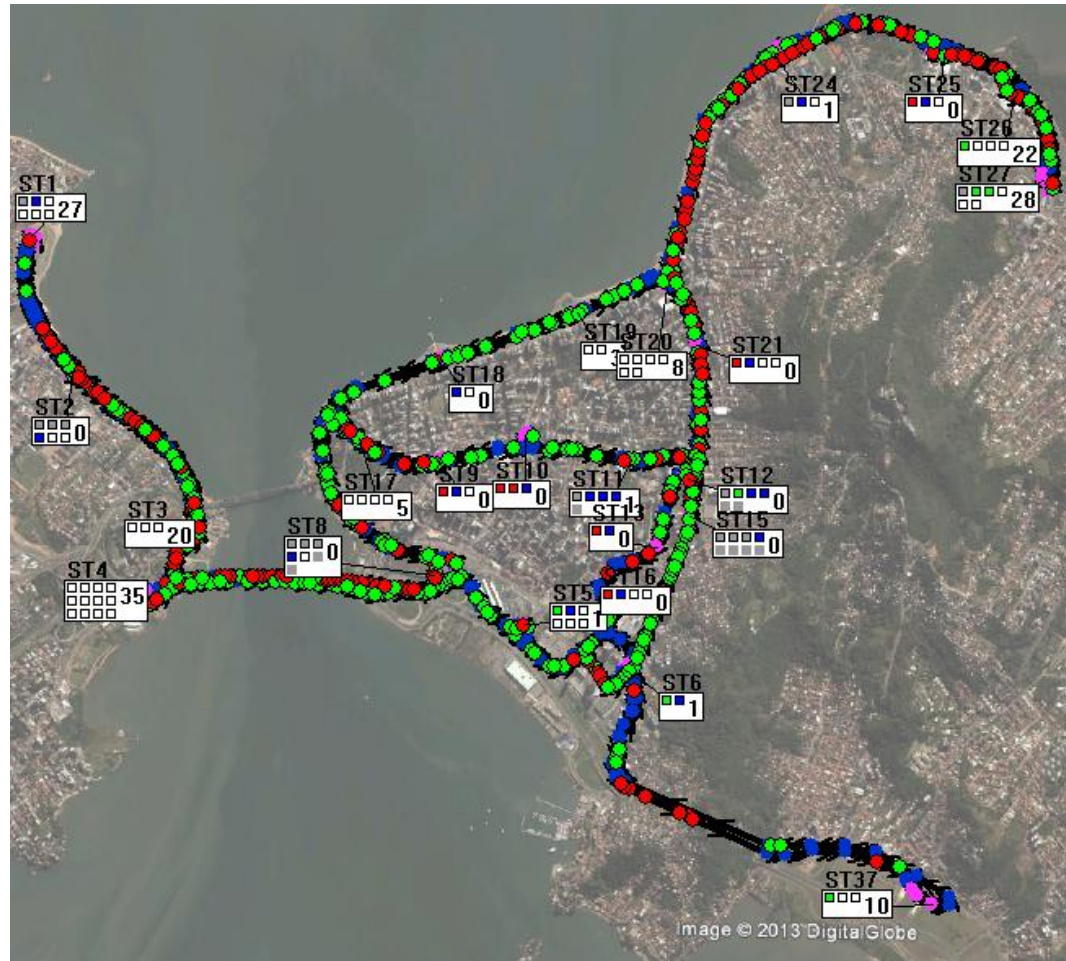 ST24
1
ST25
0
ST26
22
ST27
28
ST1
27
ST19
ST20
8
ST21
0
ST18
0
ST2
0
ST9
0
ST10
0
ST17
5
ST11
1
ST12
0
ST13
0
ST15
0
ST3
20
ST8
0
ST4
35
ST5
1
ST16
0
ST6
1
ST37
10
Image © 2013 DigitalGlobe